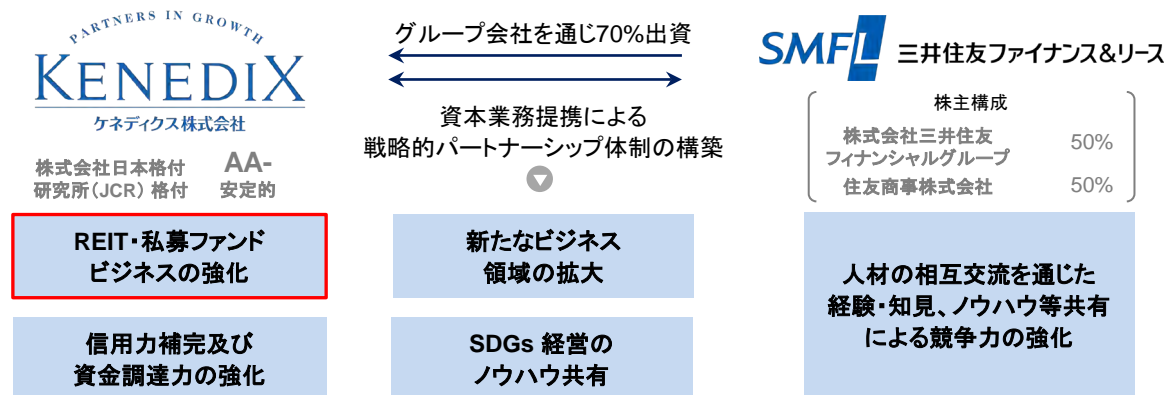 PARTNERS IN GROWTH
KENEDIX
ケネディクス株式会社
株式会社日本格付
研究所(JCR) 格付
AA-
安定的
グループ会社を通じ70%出資
資本業務提携による
戦略的パートナーシップ体制の構築
SMFL 三井住友ファイナンス&リース
株主構成
株式会社三井住友
フィナンシャルグループ
50%
住友商事株式会社
50%
REIT・私募ファンド
ビジネスの強化
新たなビジネス
領域の拡大
人材の相互交流を通じた
経験・知見、ノウハウ等共有
による競争力の強化
信用力補完及び
資金調達力の強化
SDGs 経営の
ノウハウ共有